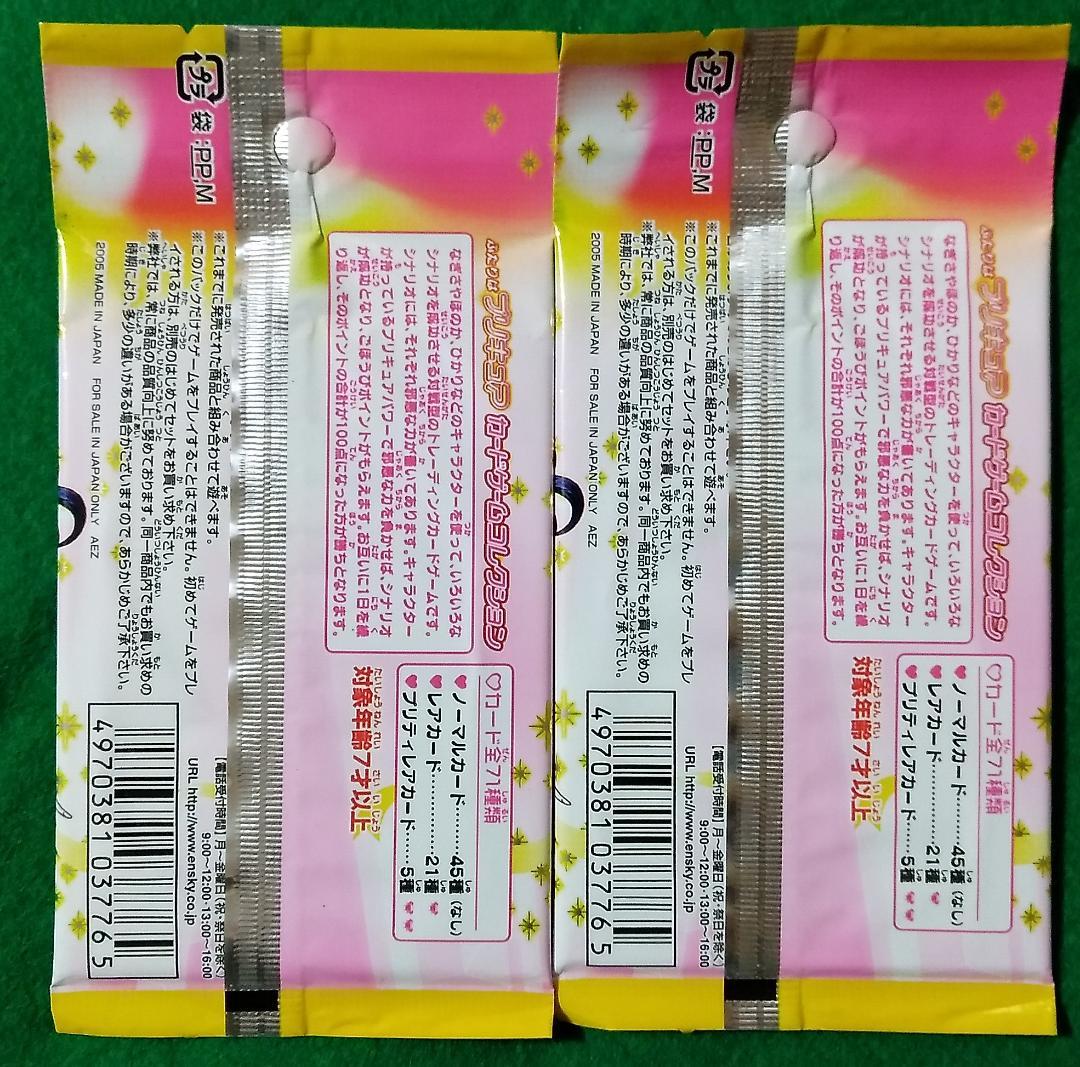 ふたりはプリキュア カードゲームコレクション
なぎさやほのか、ひかりなどのキャラクターを使って、いろいろな
シナリオを成功させる対戦型のトレーディングカードゲームです。
シナリオには、それぞれ邪悪な力が書いてあります。キャラクター
が持っているプリキュアパワーで邪悪な力を負かせば、シナリオ
が成功となり、ごほうびポイントがもらえます。お互いに1日を繰
り返し、そのポイントの合計が100点になった方が勝ちとなります。
♡カード全71種類
♥ノーマルカード………45種(なし)
♥レアカード……………21種 ♥
♥プリティレアカード……5種 ♥♥
対象年齢7才以上
プラ
袋:PP,M
※これまでに発売された商品と組み合わせて遊べます。
※このパックだけでゲームをプレイすることはできません。初めてゲームをプレ
イされる方は、別売のはじめてセットをお買い求め下さい。
※弊社では、常に商品の品質向上に努めております。同一商品内でもお買い求めの
時期により、多少の違いがある場合がございますので、あらかじめご了承下さい。
2005 MADE IN JAPAN FOR SALE IN JAPAN ONLY AEZ
【電話受付時間】月~金曜日(祝・祭日を除く)
9:00~12:00・13:00~16:00
URL http://www.ensky.co.jp
4970381037765
ふたりはプリキュア カードゲームコレクション
なぎさやほのか、ひかりなどのキャラクターを使って、いろいろな
シナリオを成功させる対戦型のトレーディングカードゲームです。
シナリオには、それぞれ邪悪な力が書いてあります。キャラクター
が持っているプリキュアパワーで邪悪な力を負かせば、シナリオ
が成功となり、ごほうびポイントがもらえます。お互いに1日を繰
り返し、そのポイントの合計が100点になった方が勝ちとなります。
♡カード全71種類
♥ノーマルカード………45種(なし)
♥レアカード……………21種 ♥
♥プリティレアカード……5種 ♥♥
対象年齢7才以上
プラ
袋:PP,M
※これまでに発売された商品と組み合わせて遊べます。
※このパックだけでゲームをプレイすることはできません。初めてゲームをプレ
イされる方は、別売のはじめてセットをお買い求め下さい。
※弊社では、常に商品の品質向上に努めております。同一商品内でもお買い求めの
時期により、多少の違いがある場合がございますので、あらかじめご了承下さい。
2005 MADE IN JAPAN FOR SALE IN JAPAN ONLY AEZ
【電話受付時間】月~金曜日(祝・祭日を除く)
9:00~12:00・13:00~16:00
URL http://www.ensky.co.jp
4970381037765